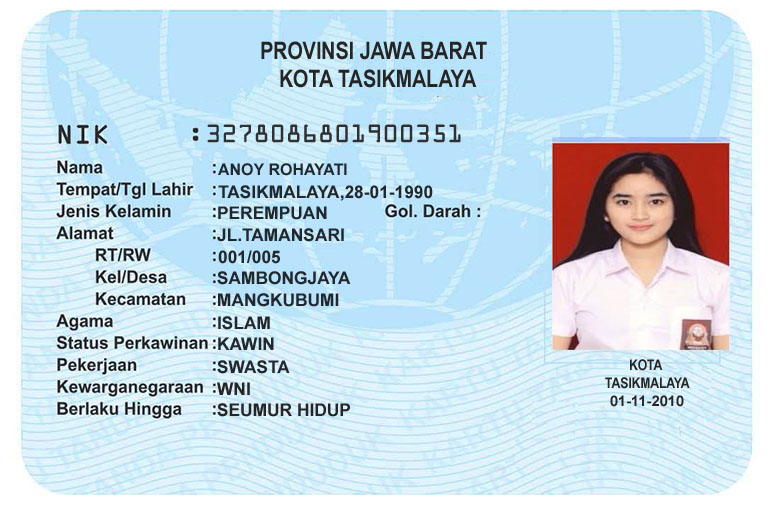 PROVINSI JAWA BARAT
KOTA TASIKMALAYA
NIK :3278086801900351
Nama :ANOY ROHAYATI
Tempat/Tgl Lahir :TASIKMALAYA,28-01-1990
Jenis Kelamin :PEREMPUAN Gol. Darah :
Alamat :JL.TAMANSARI
RT/RW :001/005
Kel/Desa :SAMBONGJAYA
Kecamatan :MANGKUBUMI
Agama :ISLAM
Status Perkawinan:KAWIN
Pekerjaan :SWASTA
Kewarganegaraan :WNI
Berlaku Hingga :SEUMUR HIDUP
KOTA
TASIKMALAYA
01-11-2010